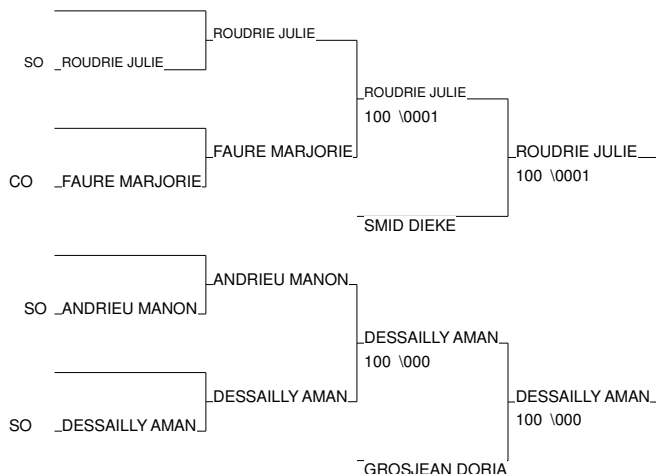 ROUDRIE JULIE
SO ROUDRIE JULIE
ROUDRIE JULIE
100 \0001
FAURE MARJORIE
ROUDRIE JULIE
100 \0001
CO FAURE MARJORIE
SMID DIEKE
ANDRIEU MANON
SO ANDRIEU MANON
DESSAILLY AMAN
100 \000
DESSAILLY AMAN
DESSAILLY AMAN
100 \000
SO DESSAILLY AMAN
GROSJEAN DORIA